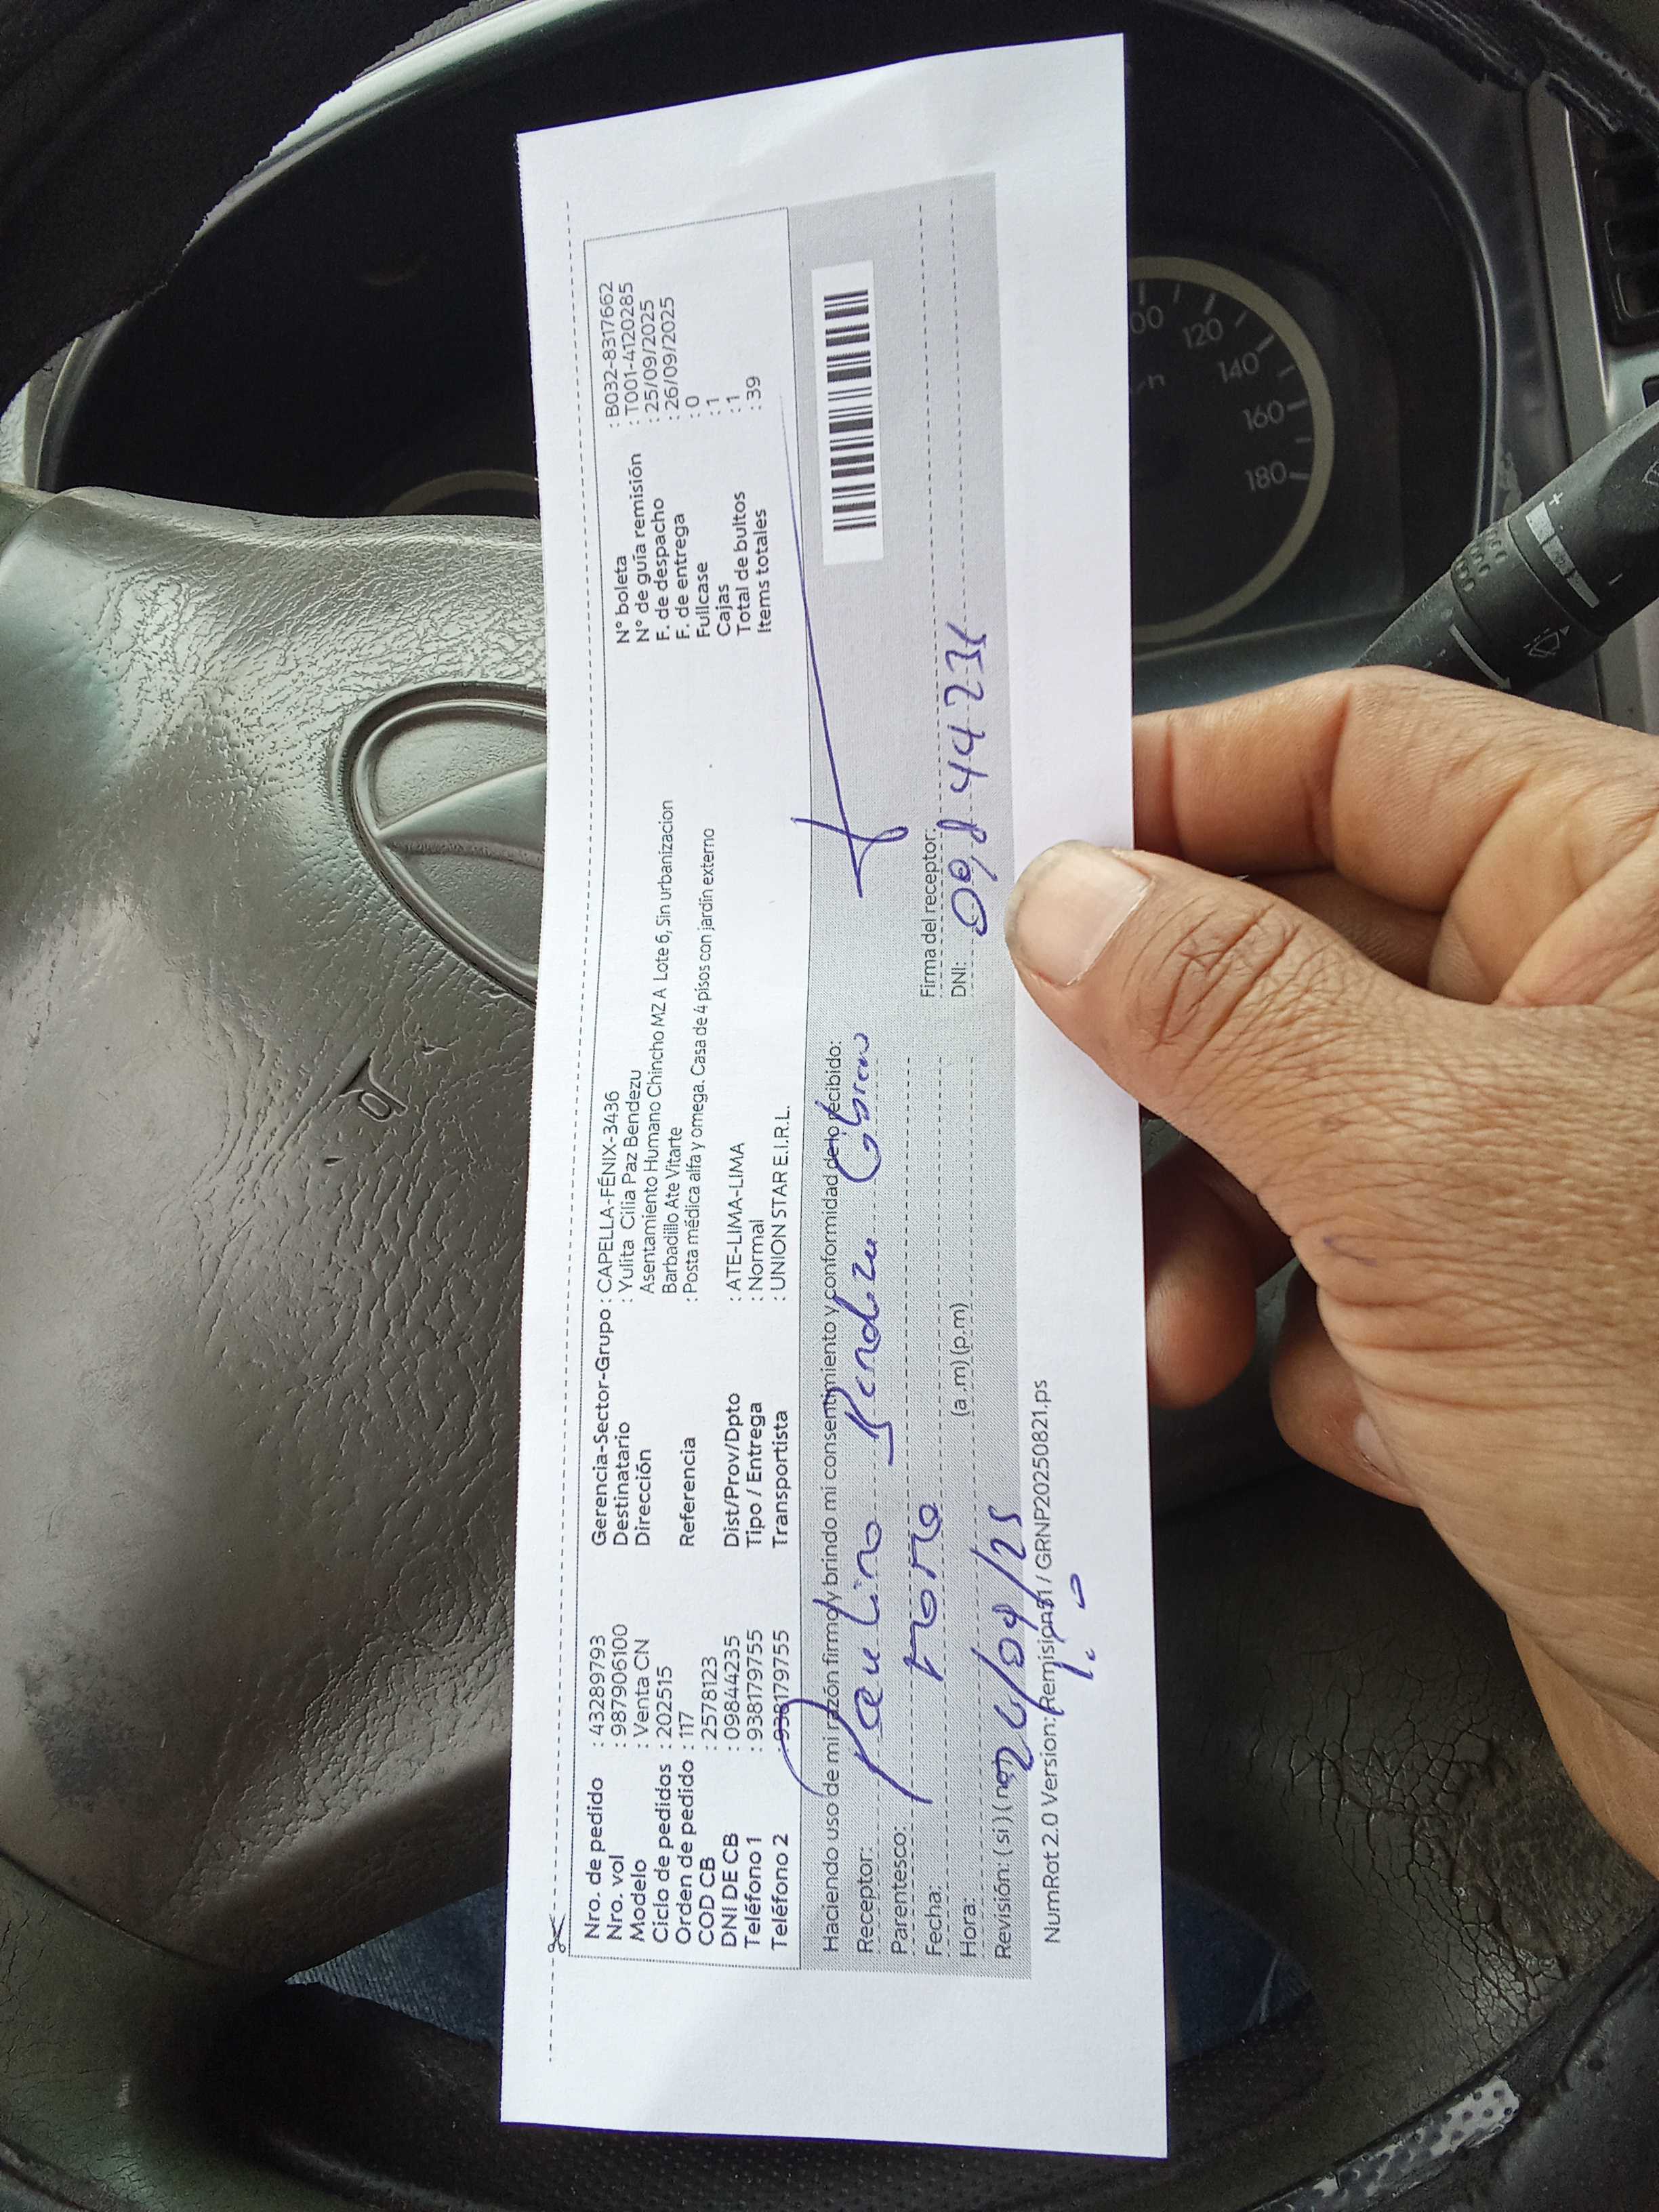 Nro. de pedido : 43289793
Nro. vol : 987906100
Modelo : Venta CN
Ciclo de pedidos : 202515
Orden de pedido : 117
COD CB : 2578123
DNI DE CB : 09844235
Teléfono 1 : 938179755
Teléfono 2 : 938179755
Gerencia-Sector-Grupo : CAPELLA-FÉNIX-3436
Destinatario : Yulita Cilia Paz Bendezu
Dirección Asentamiento Humano Chincho MZ A Lote 6, Sin urbanizacion
Barbadillo Ate Vitarte
Referencia : Posta médica alfa y omega. Casa de 4 pisos con jardín externo
Dist/Prov/Dpto : ATE-LIMA-LIMA
Tipo / Entrega : Normal
Transportista : UNION STAR E.I.R.L.
N° boleta : B032-8317662
N° de guía remisión : T001-4120285
F. de despacho : 25/09/2025
F. de entrega : 26/09/2025
Fullcase : 0
Cajas : 1
Total de bultos : 1
Items totales : 39
Haciendo uso de mi razón firmo y brindo mi consentimiento y conformidad de lo recibido:
Receptor: Paulino Bendezu
Parentesco:
Fecha:
Hora: (a.m) (p.m)
Revisión: ( si ) ( no )
Firma del receptor:
DNI:
NumRot 2.0 Version: Remision51 / GRNP20250821.ps
100
120
140
160
180